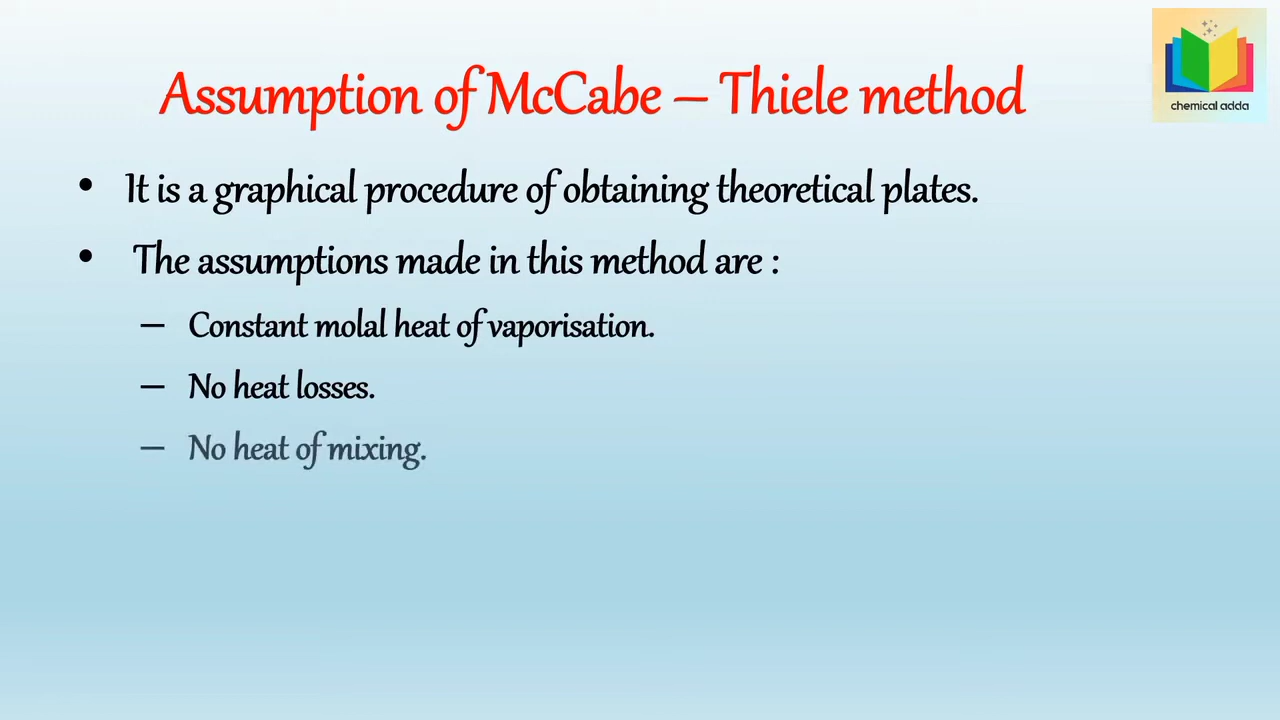 chemical adda
Assumption of McCabe – Thiele method
• It is a graphical procedure of obtaining theoretical plates.
• The assumptions made in this method are :
– Constant molal heat of vaporisation.
– No heat losses.
– No heat of mixing.